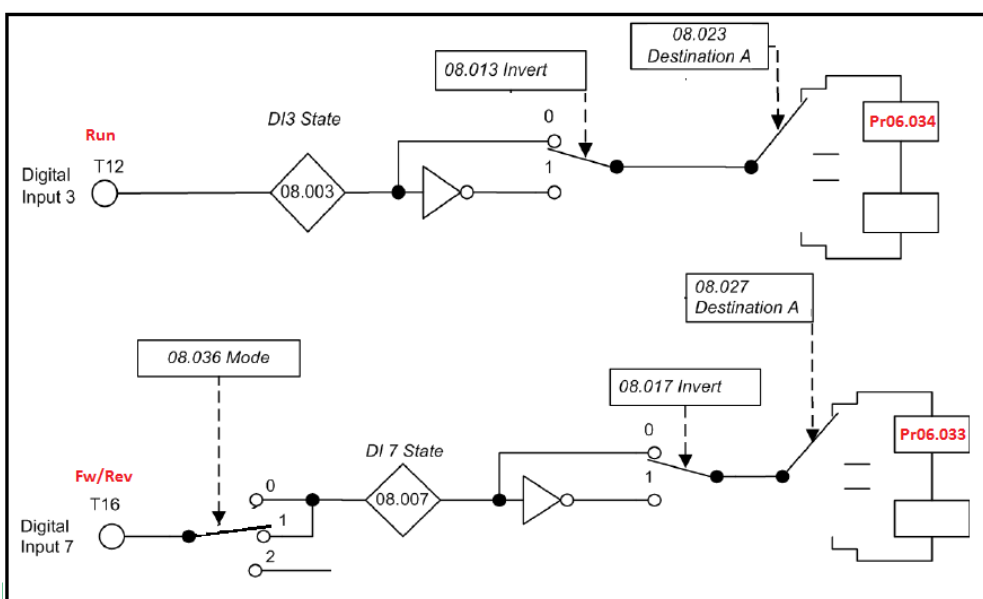 08.023
Destination A
08.013 Invert
0
1
DI3 State
Run
T12
Digital
Input 3
08.003
Pr06.034
08.027
Destination A
08.036 Mode
08.017 Invert
0
1
DI 7 State
Fw/Rev
T16
Digital
Input 7
0
1
2
08.007
Pr06.033